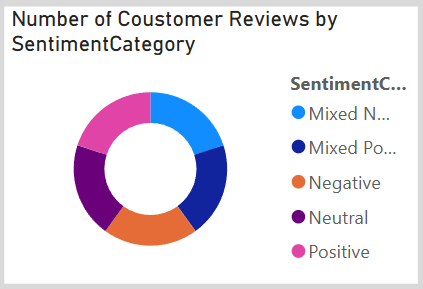 Number of Coustomer Reviews by
SentimentCategory
SentimentC...
Mixed N...
Mixed Po...
Negative
Neutral
Positive